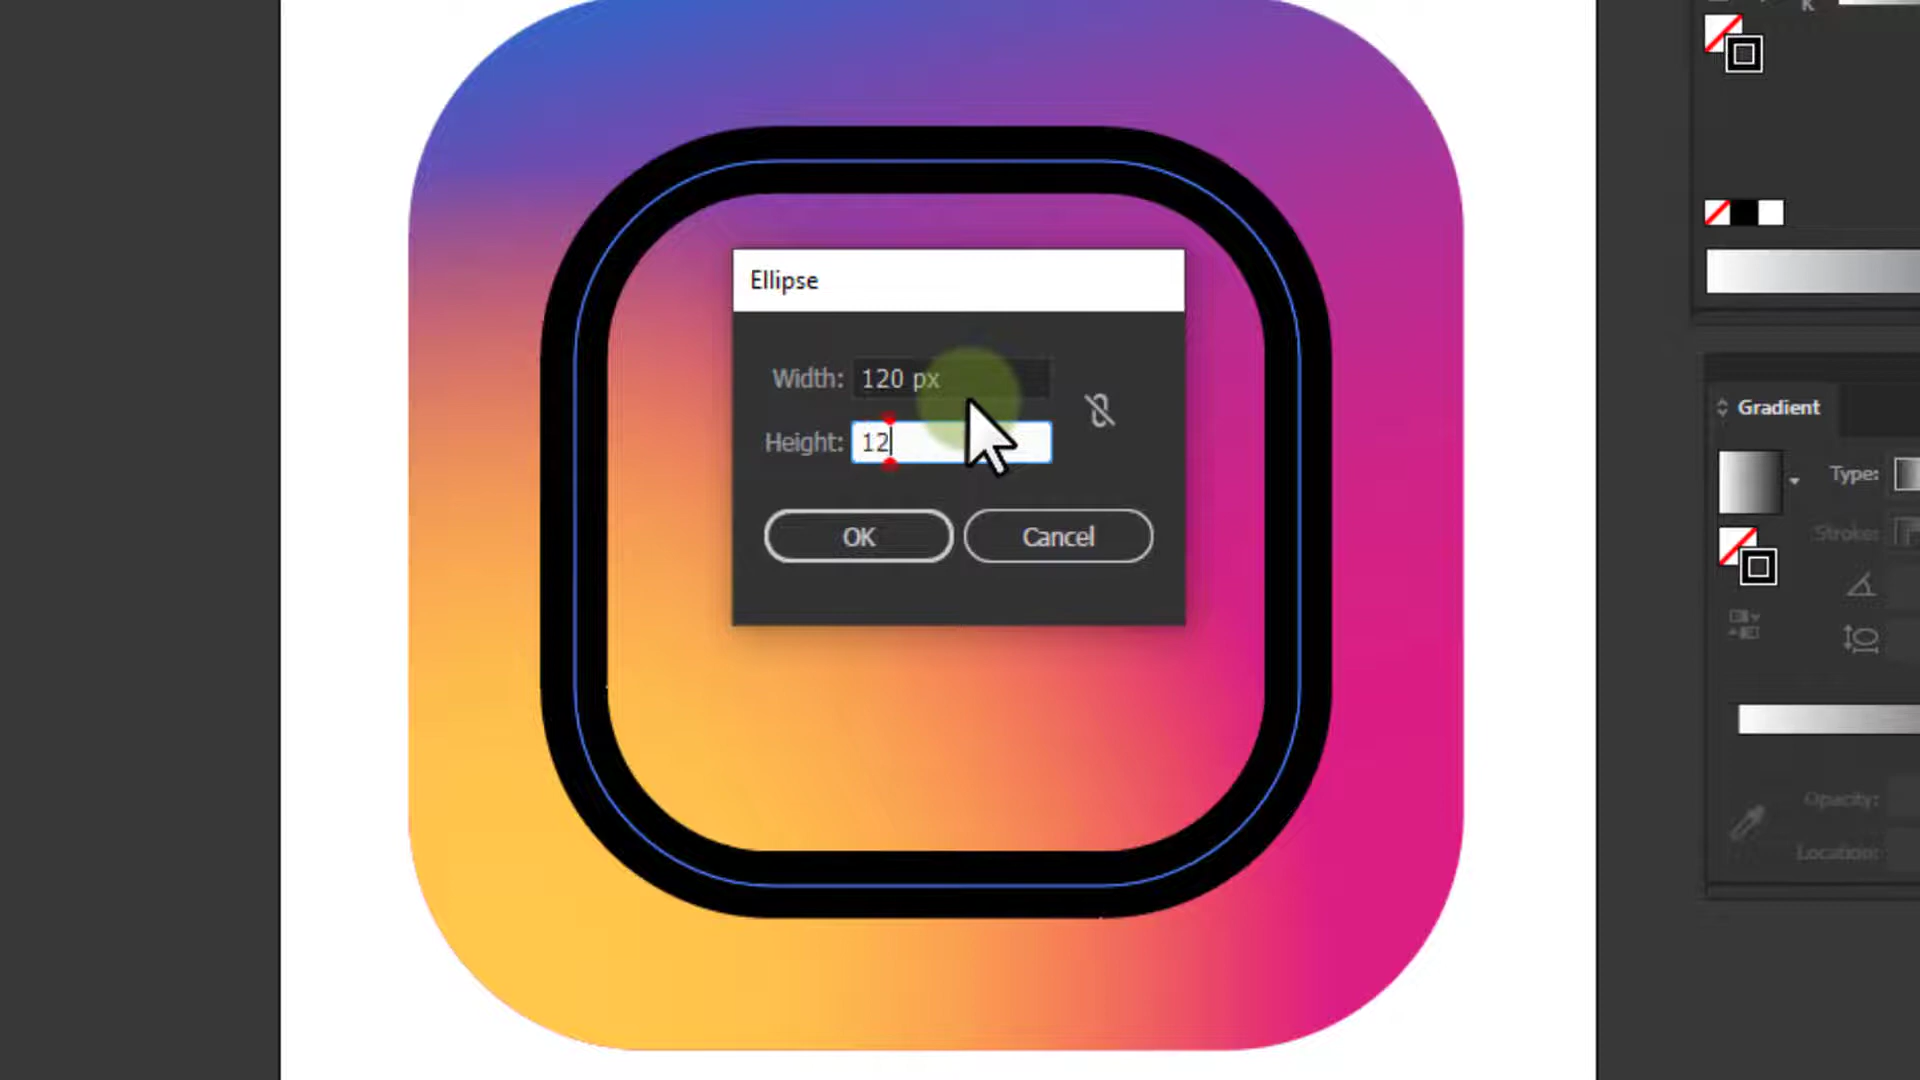 K
Ellipse
Width: 120 px
Height: 12
OK
Cancel
Gradient
Type:
Stroke:
Opacity:
Location: